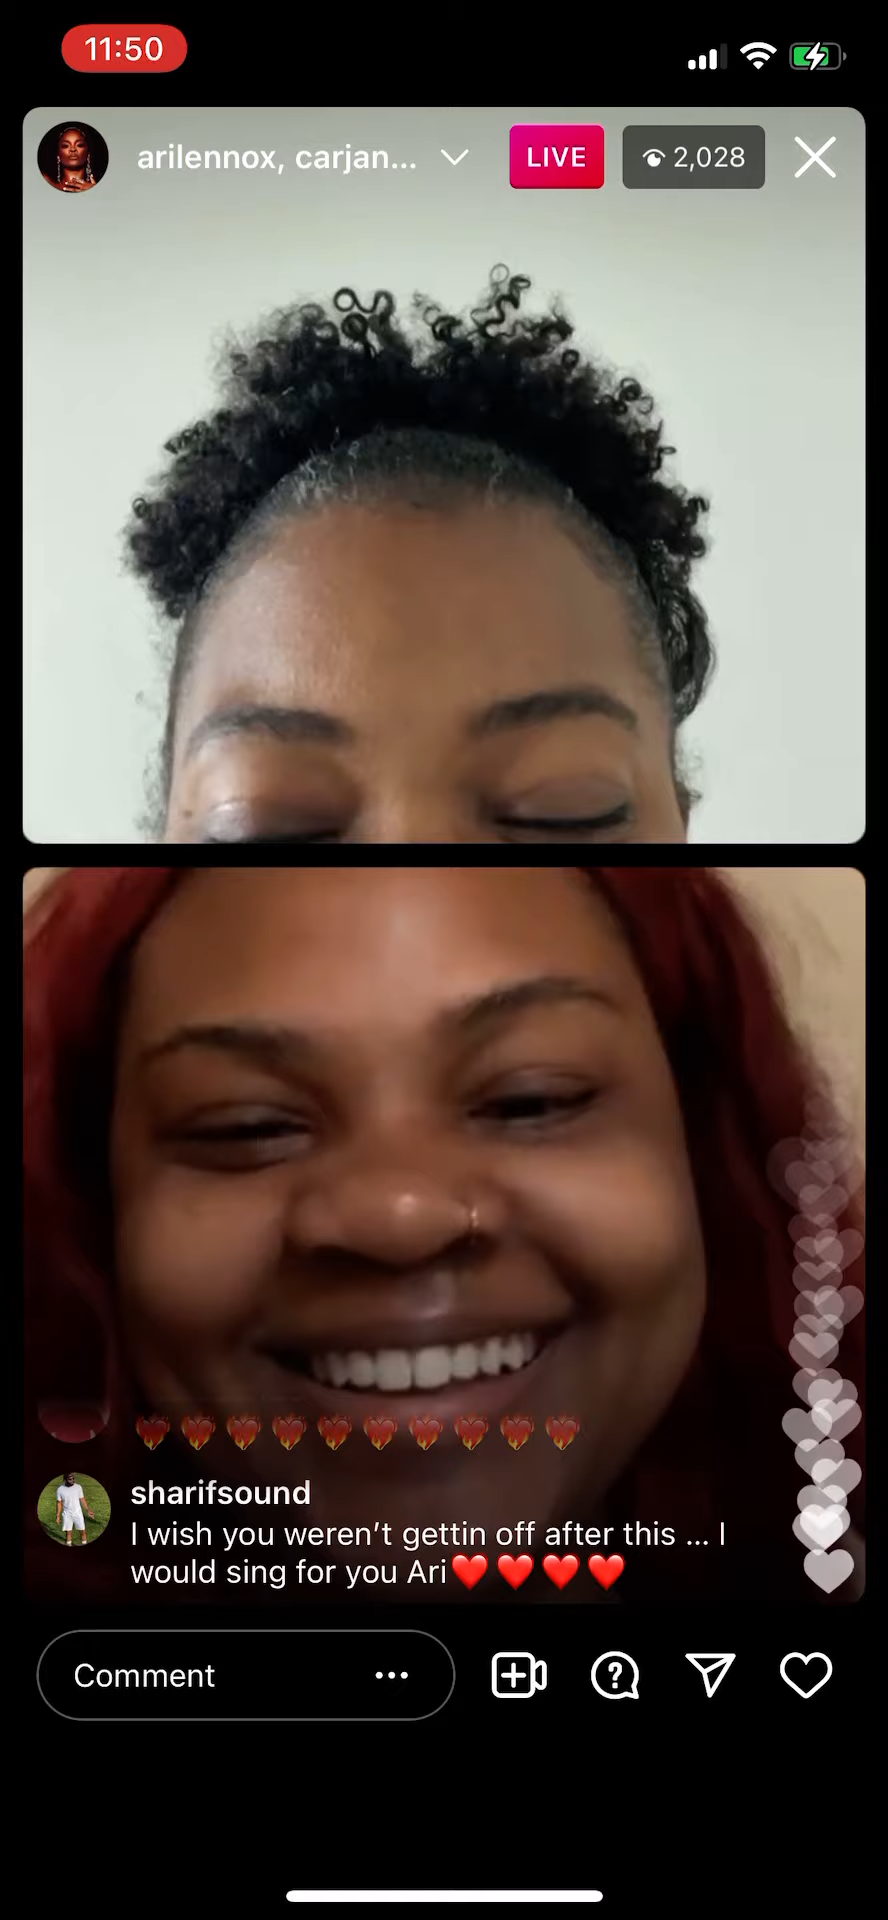 11:50
arilennox, carjan...
LIVE
2,028
sharifsound
I wish you weren’t gettin off after this ... I
would sing for you Ari❤️❤️❤️❤️
Comment